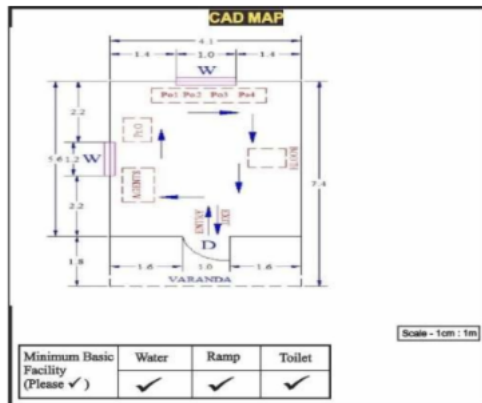 CAD MAP
4.1
1.4 1.0 1.4
W
Po1 Po2 Po3 Po4
2.2
5.6
1.2
W
2.2
1.8
7.4
ENTRY
EXIT
D
1.6 1.0 1.6
VARANDA
Scale - 1cm : 1m
Minimum Basic Water Ramp Toilet
Facility
(Please ✓) ✓ ✓ ✓